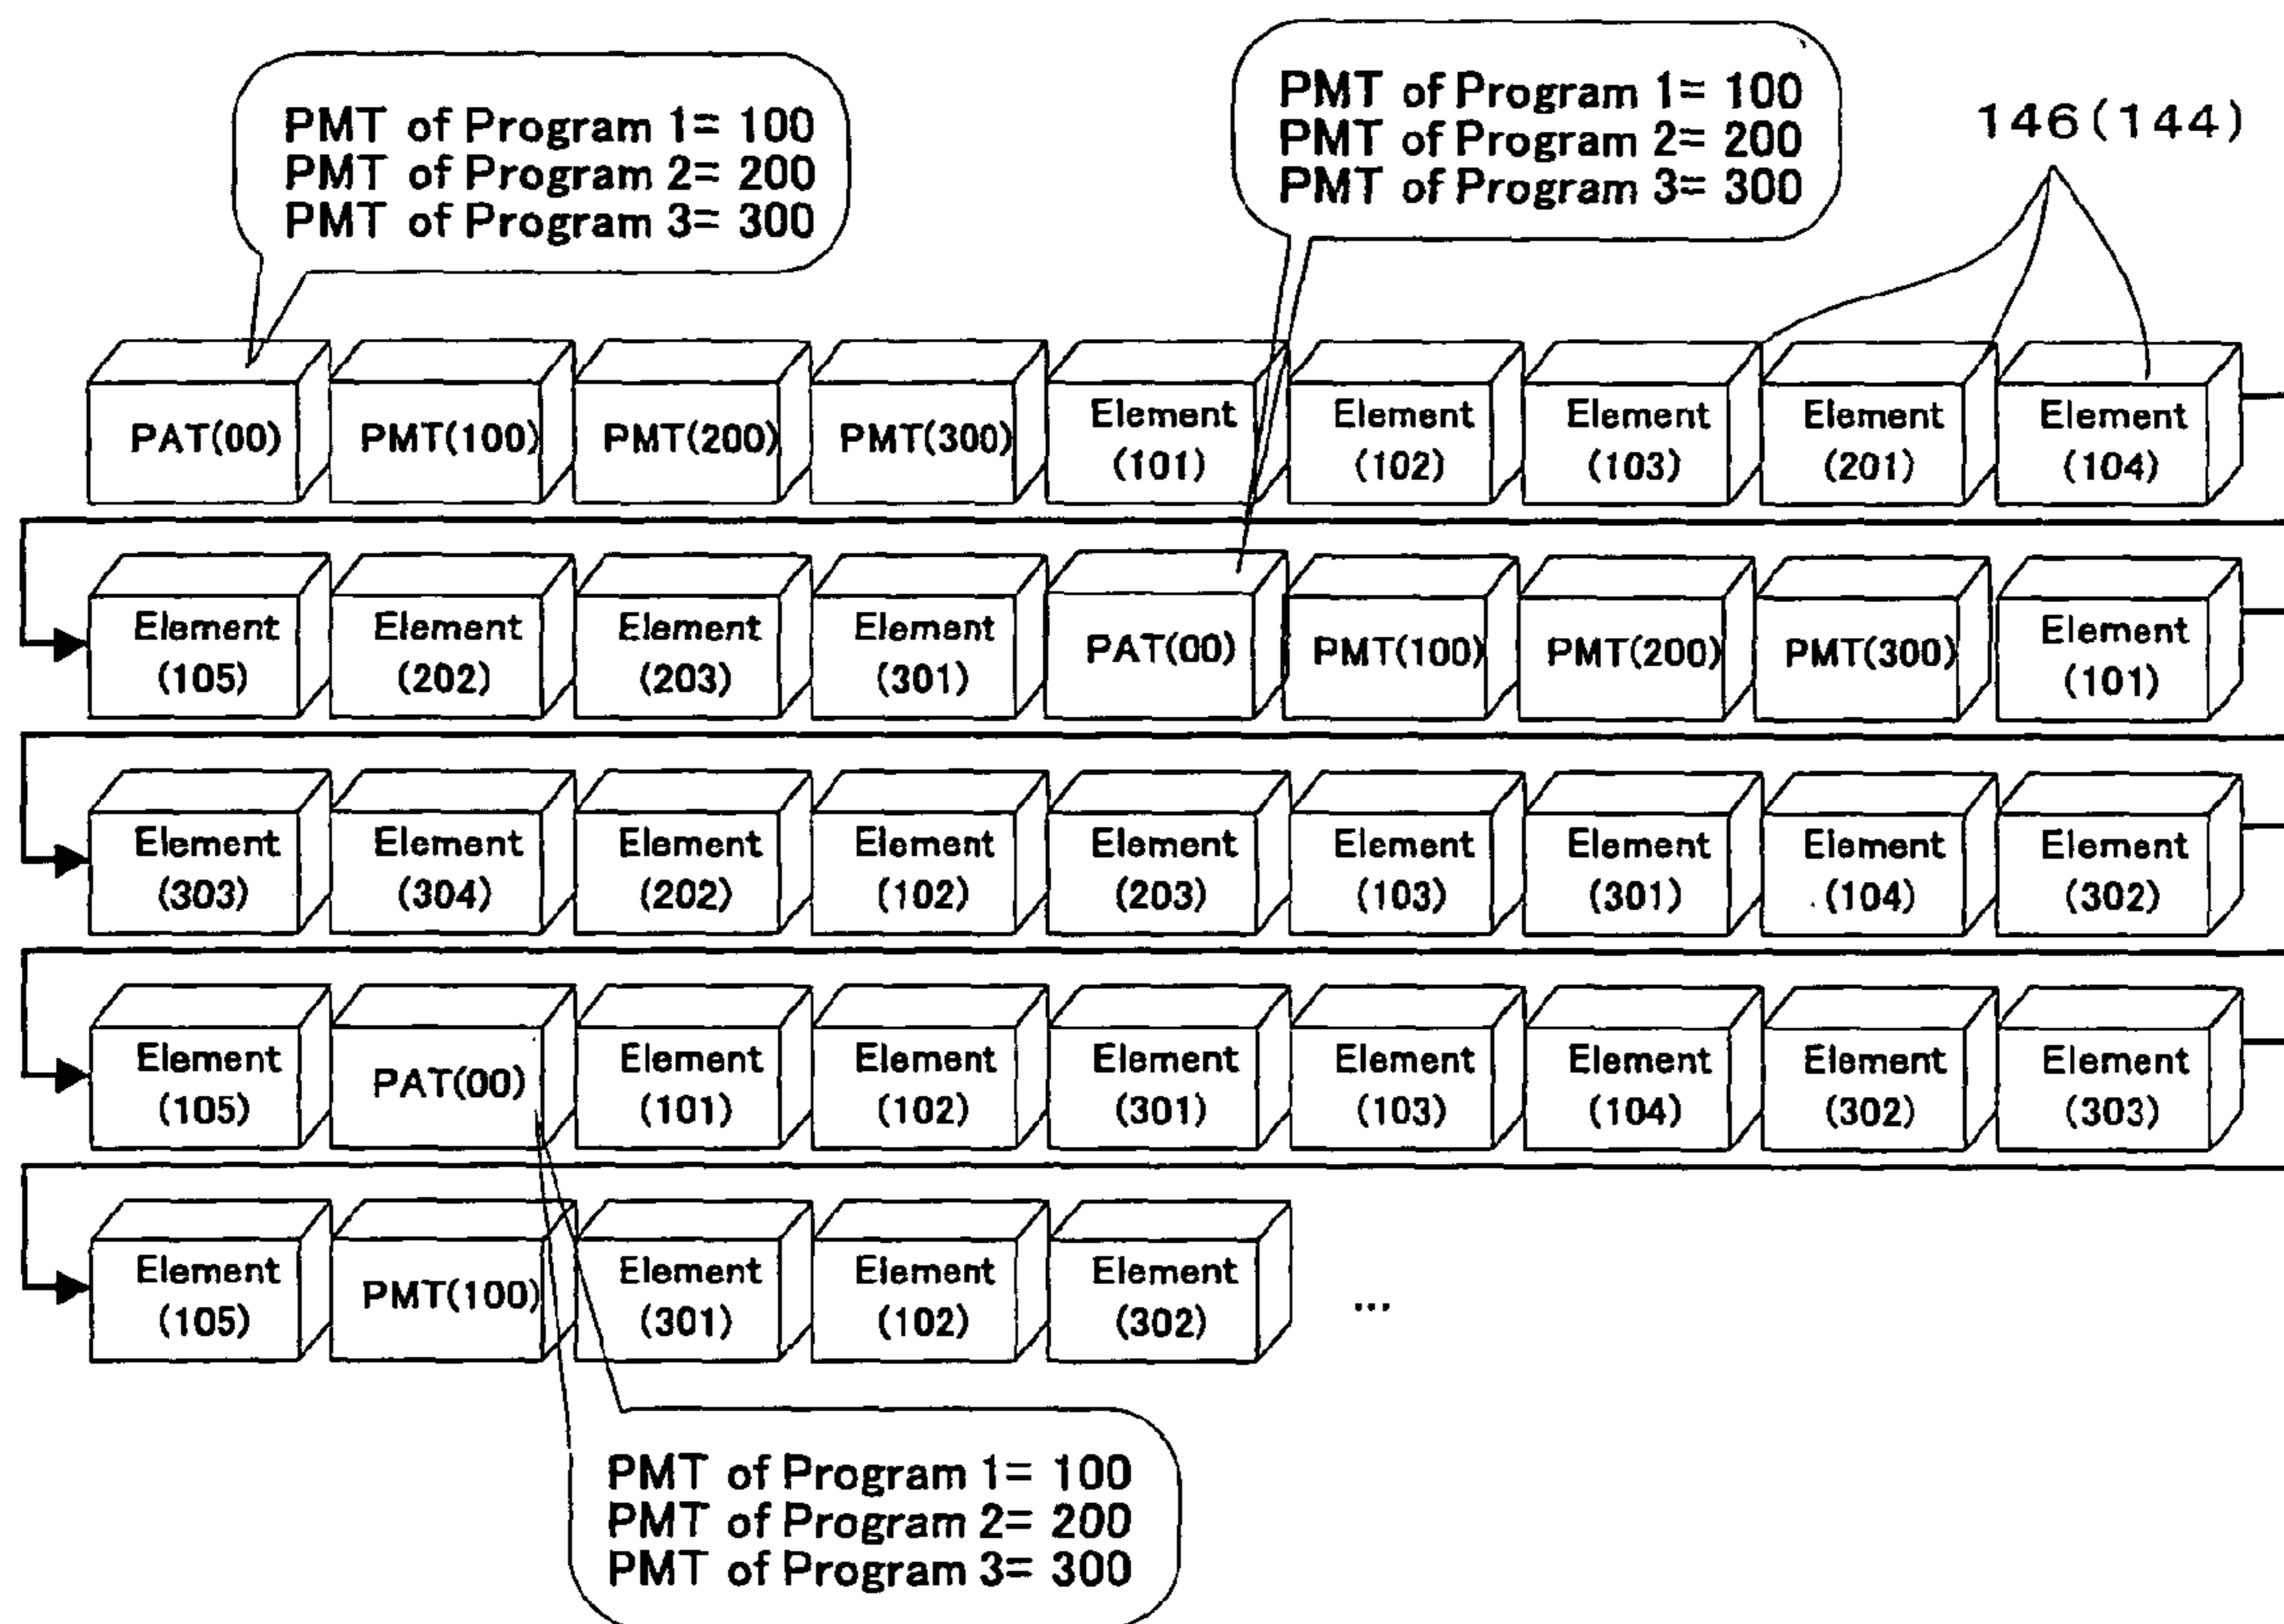 PMT of Program 1= 100
PMT of Program 2= 200
PMT of Program 3= 300
PMT of Program 1= 100
PMT of Program 2= 200
PMT of Program 3= 300
146(144)
PAT(00)
PMT(100)
PMT(200)
PMT(300)
Element
(101)
Element
(102)
Element
(103)
Element
(201)
Element
(104)
Element
(105)
Element
(202)
Element
(203)
Element
(301)
PAT(00)
PMT(100)
PMT(200)
PMT(300)
Element
(101)
Element
(303)
Element
(304)
Element
(202)
Element
(102)
Element
(203)
Element
(103)
Element
(301)
Element
(104)
Element
(302)
Element
(105)
PAT(00)
Element
(101)
Element
(102)
Element
(301)
Element
(103)
Element
(104)
Element
(302)
Element
(303)
Element
(105)
PMT(100)
Element
(301)
Element
(102)
Element
(302)
...
PMT of Program 1= 100
PMT of Program 2= 200
PMT of Program 3= 300